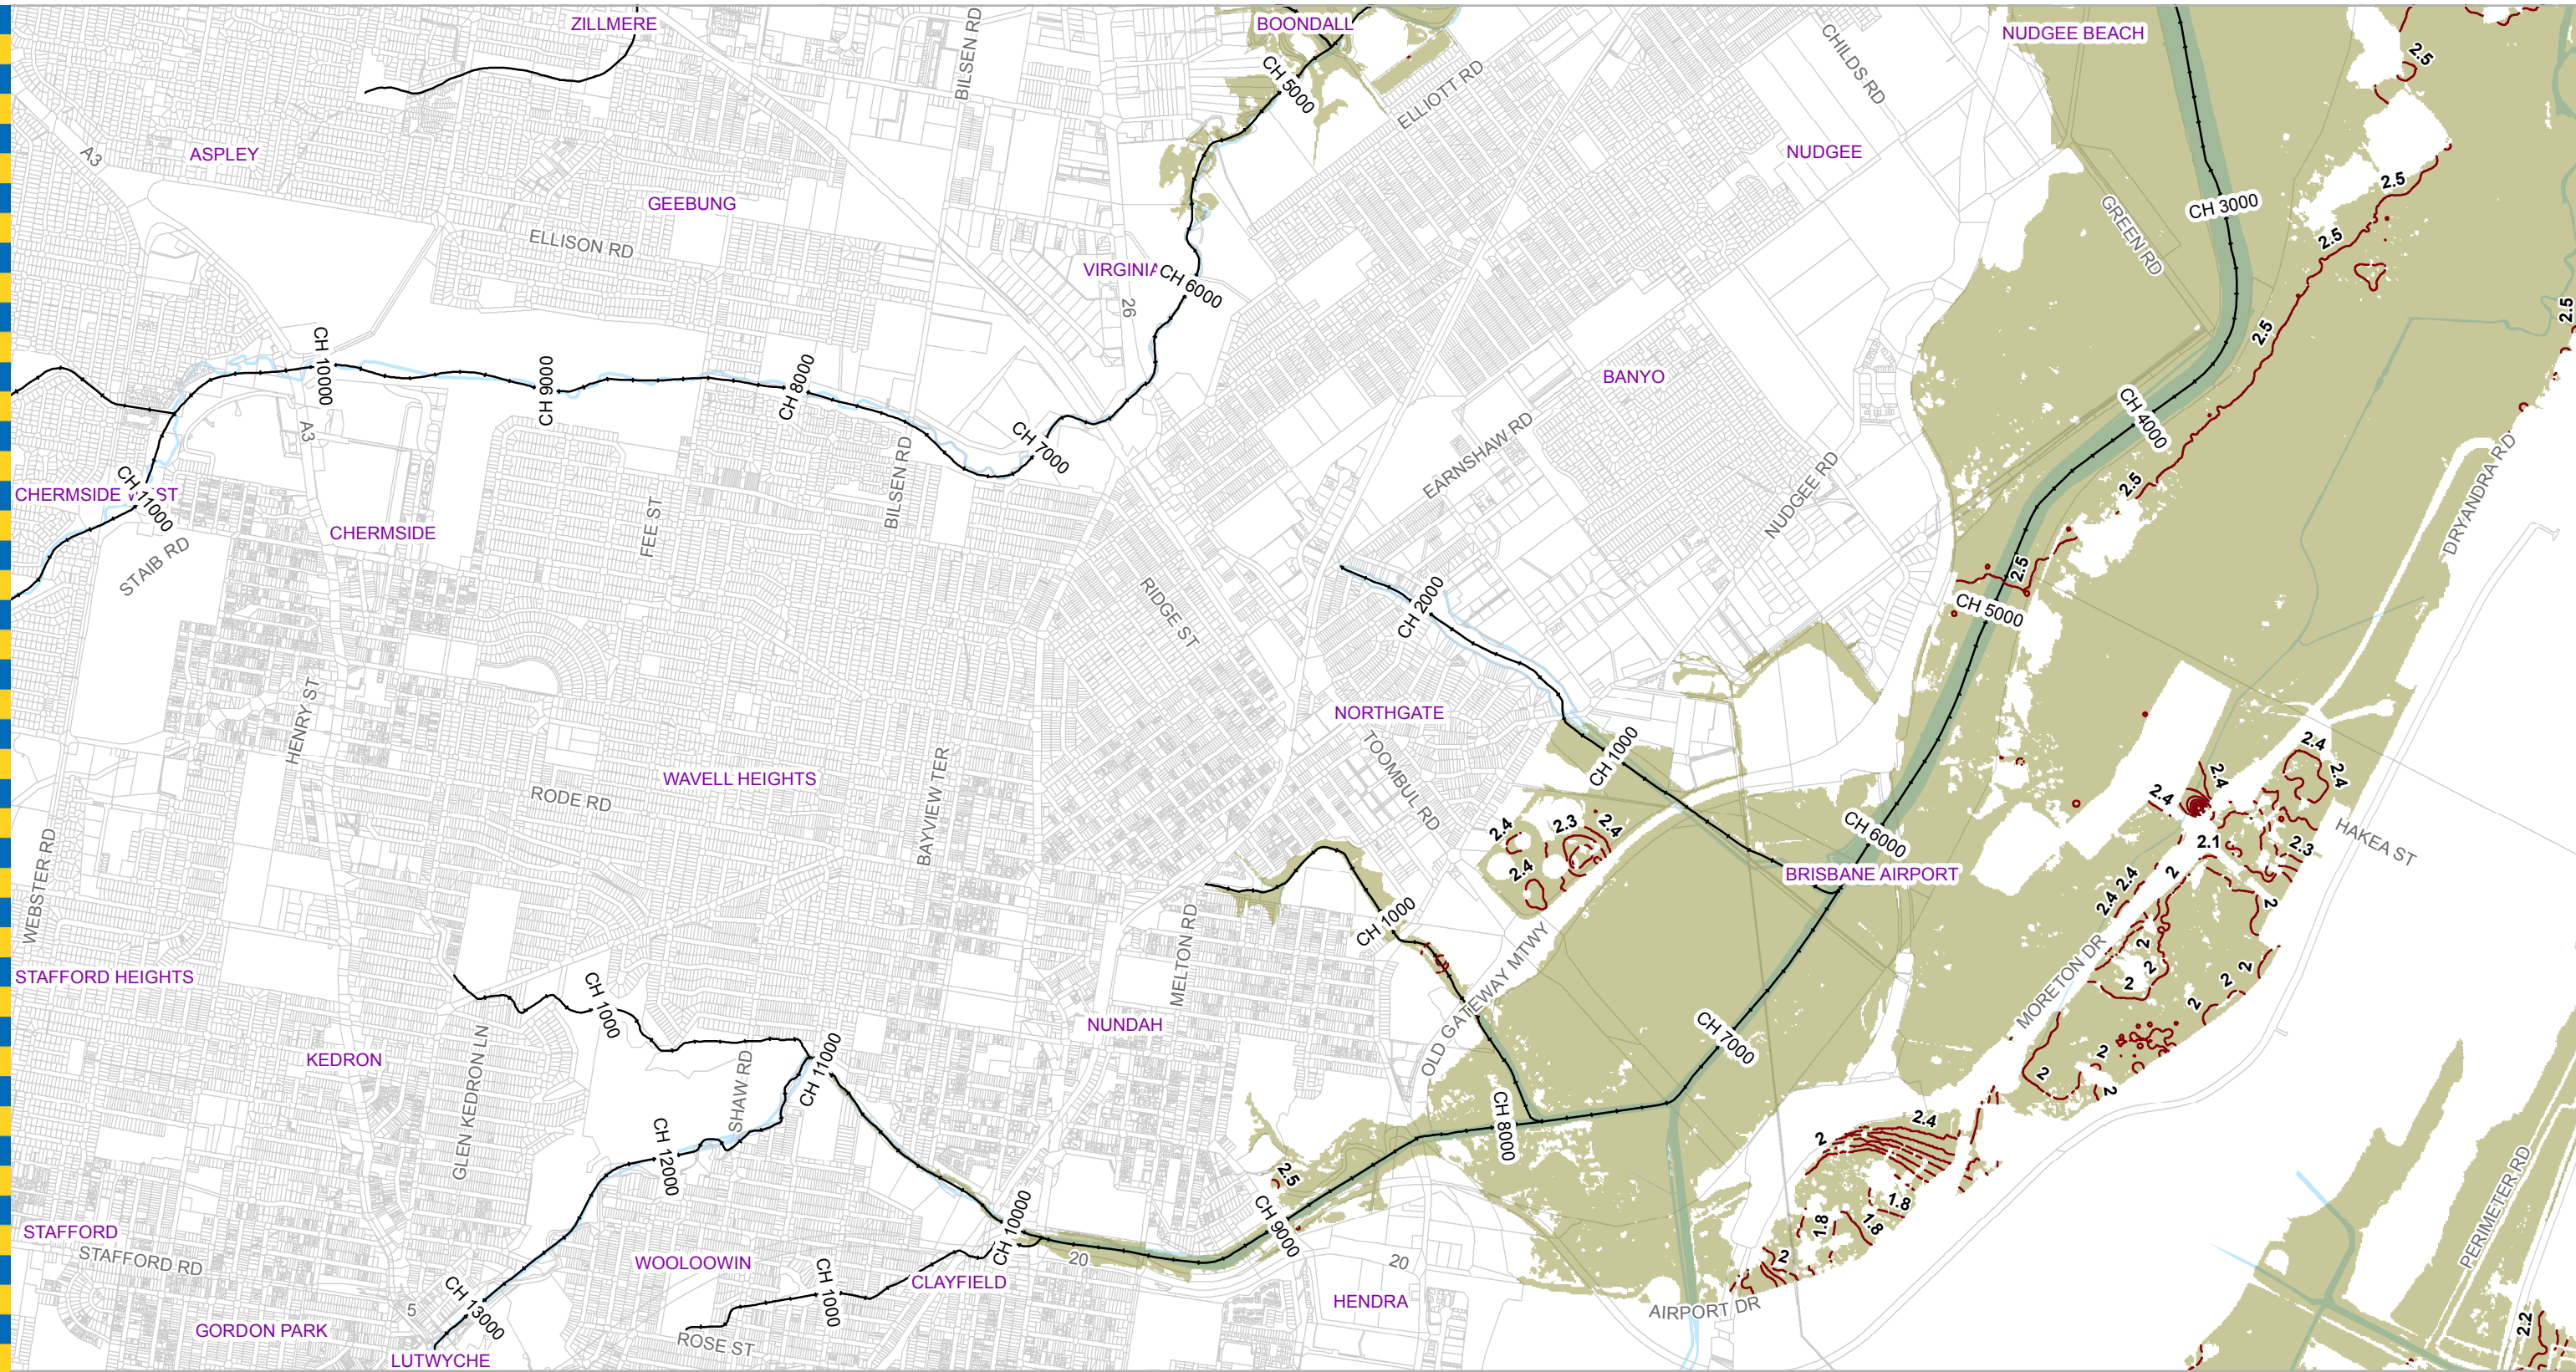 ZILLMERE
BILSEN RD
BOONDALL
CH 5000
ELLIOTT RD
CHILDS RD
NUDGEE BEACH
2.5
ASPLEY
A3
GEEBUNG
ELLISON RD
NUDGEE
2.5
CH 3000
GREEN RD
2.5
VIRGINIA
CH 6000
26
2.5
2.5
CH 10000
CH 9000
CH 8000
BANYO
CH 4000
A3
CH 7000
BILSEN RD
EARNSHAW RD
NUDGEE RD
2.5
DRYANDRA RD
CHERMSIDE WEST
CH 11000
CHERMSIDE
FEE ST
STAIB RD
RIDGE ST
CH 2000
2.5
CH 5000
HENRY ST
NORTHGATE
TOOMBUL RD
CH 1000
2.4
2.4
2.4
2.4
WAVELL HEIGHTS
RODE RD
BAYVIEW TER
WEBSTER RD
2.4
2.3
2.4
2.4
CH 6000
2.1
2.3
HAKEA ST
BRISBANE AIRPORT
2.4
2.4
2
2
MELTON RD
CH 1000
OLD GATEWAY MTWY
MORETON DR
2
2
2
2
2
2
STAFFORD HEIGHTS
CH 1000
NUNDAH
CH 7000
KEDRON
GLEN KEDRON LN
SHAW RD
CH 11000
2
2
2
CH 8000
2.4
2
CH 12000
2.5
CH 9000
CH 10000
1.8
1.8
1.8
2
PERIMETER RD
STAFFORD
STAFFORD RD
WOOLOOWIN
20
20
CLAYFIELD
CH 1000
HENDRA
AIRPORT DR
2.2
5
CH 13000
GORDON PARK
ROSE ST
LUTWYCHE